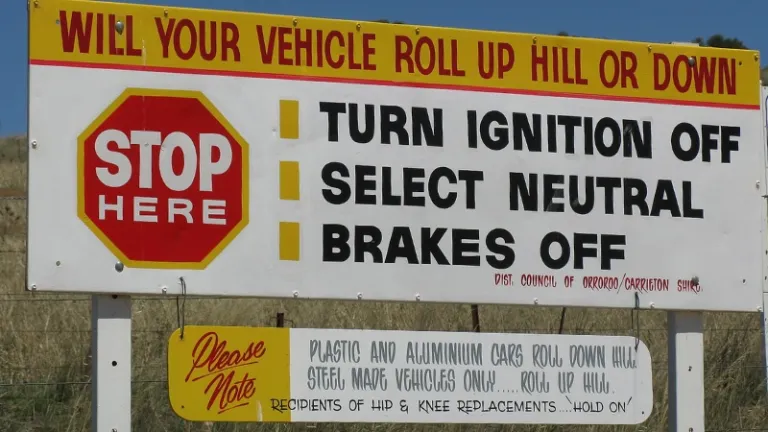 WILL YOUR VEHICLE ROLL UP HILL OR DOWN
STOP
HERE
TURN IGNITION OFF
SELECT NEUTRAL
BRAKES OFF
DIST. COUNCIL OF ORROROO/CARRIETON SHIRE.
Please
Note
PLASTIC AND ALUMINIUM CARS ROLL DOWN HILL
STEEL MADE VEHICLES ONLY.....ROLL UP HILL.
RECIPIENTS OF HIP & KNEE REPLACEMENTS...'HOLD ON'